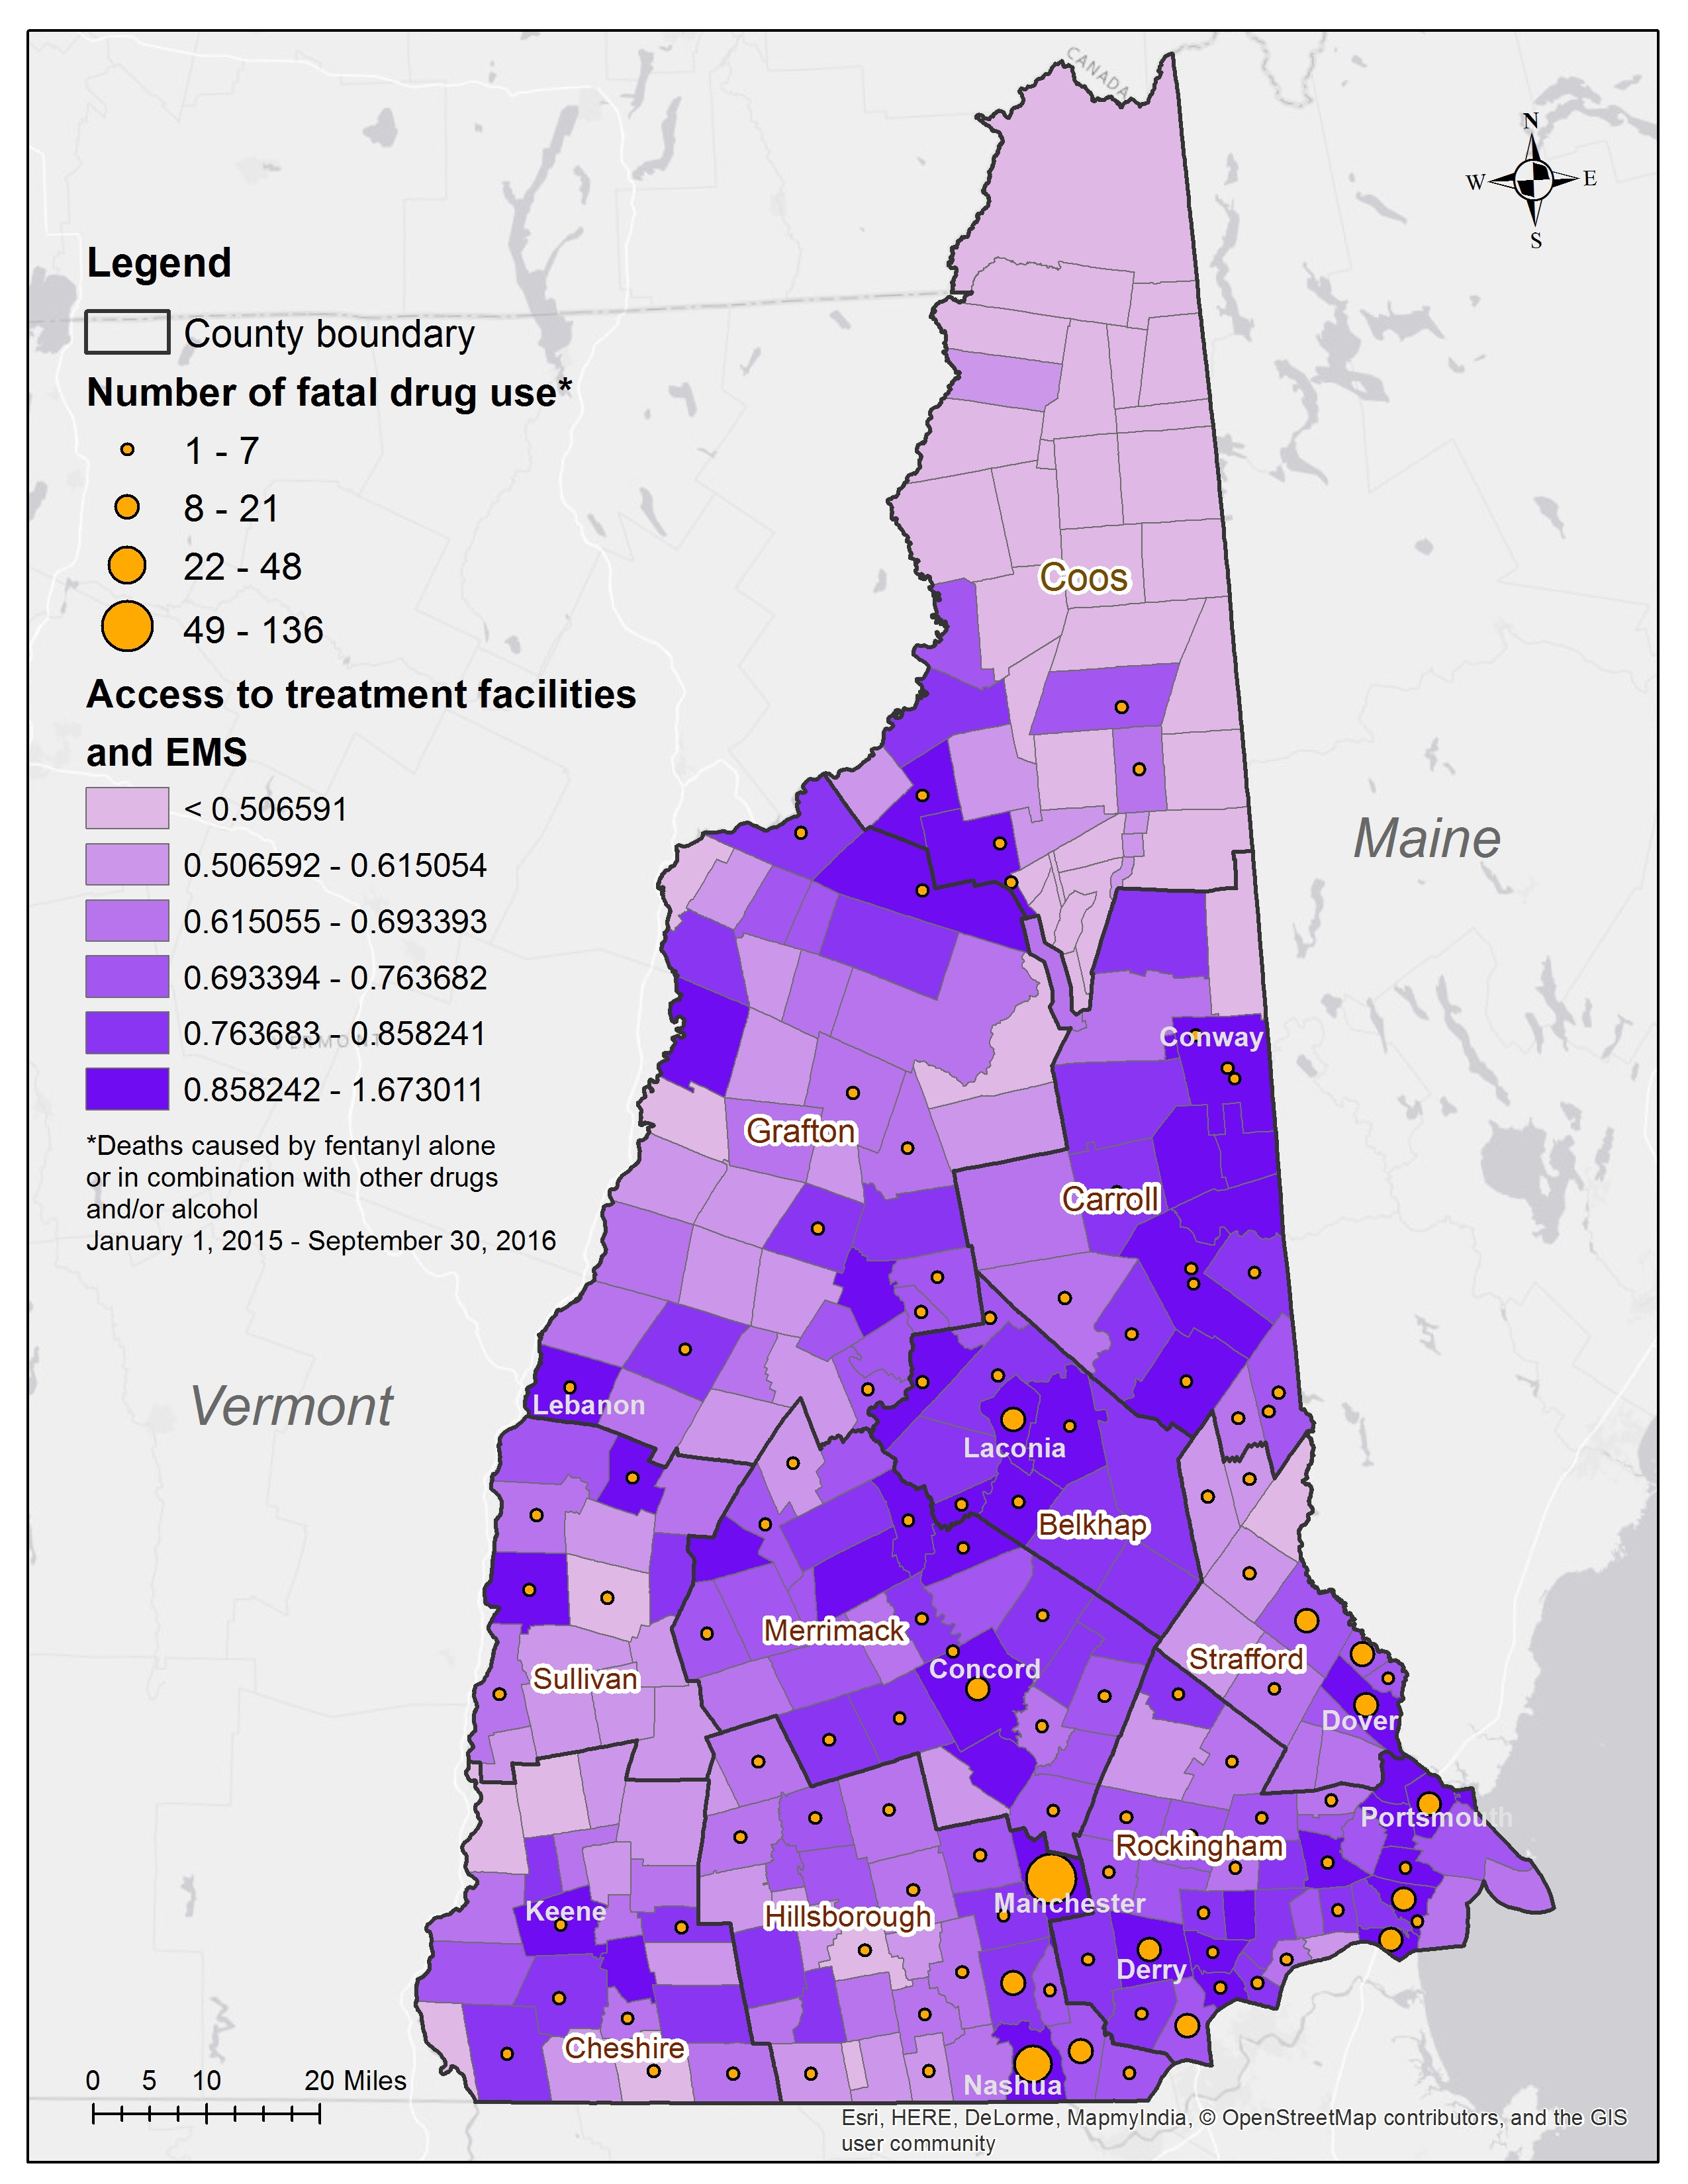 CANADA
N
W E
S
Legend
County boundary
Number of fatal drug use*
1 - 7
8 - 21
22 - 48
49 - 136
Access to treatment facilities
and EMS
< 0.506591
0.506592 - 0.615054
0.615055 - 0.693393
0.693394 - 0.763682
0.763683 - 0.858241
VERMONT
0.858242 - 1.673011
*Deaths caused by fentanyl alone
or in combination with other drugs
and/or alcohol
January 1, 2015 - September 30, 2016
Coos
Maine
Conway
Grafton
Carroll
Vermont
Lebanon
Laconia
Belkhap
Merrimack
Concord
Sullivan
Strafford
Dover
Portsmouth
Rockingham
Manchester
Keene
Hillsborough
Derry
Cheshire
Nashua
0 5 10 20 Miles
Esri, HERE, DeLorme, MapmyIndia, © OpenStreetMap contributors, and the GIS
user community